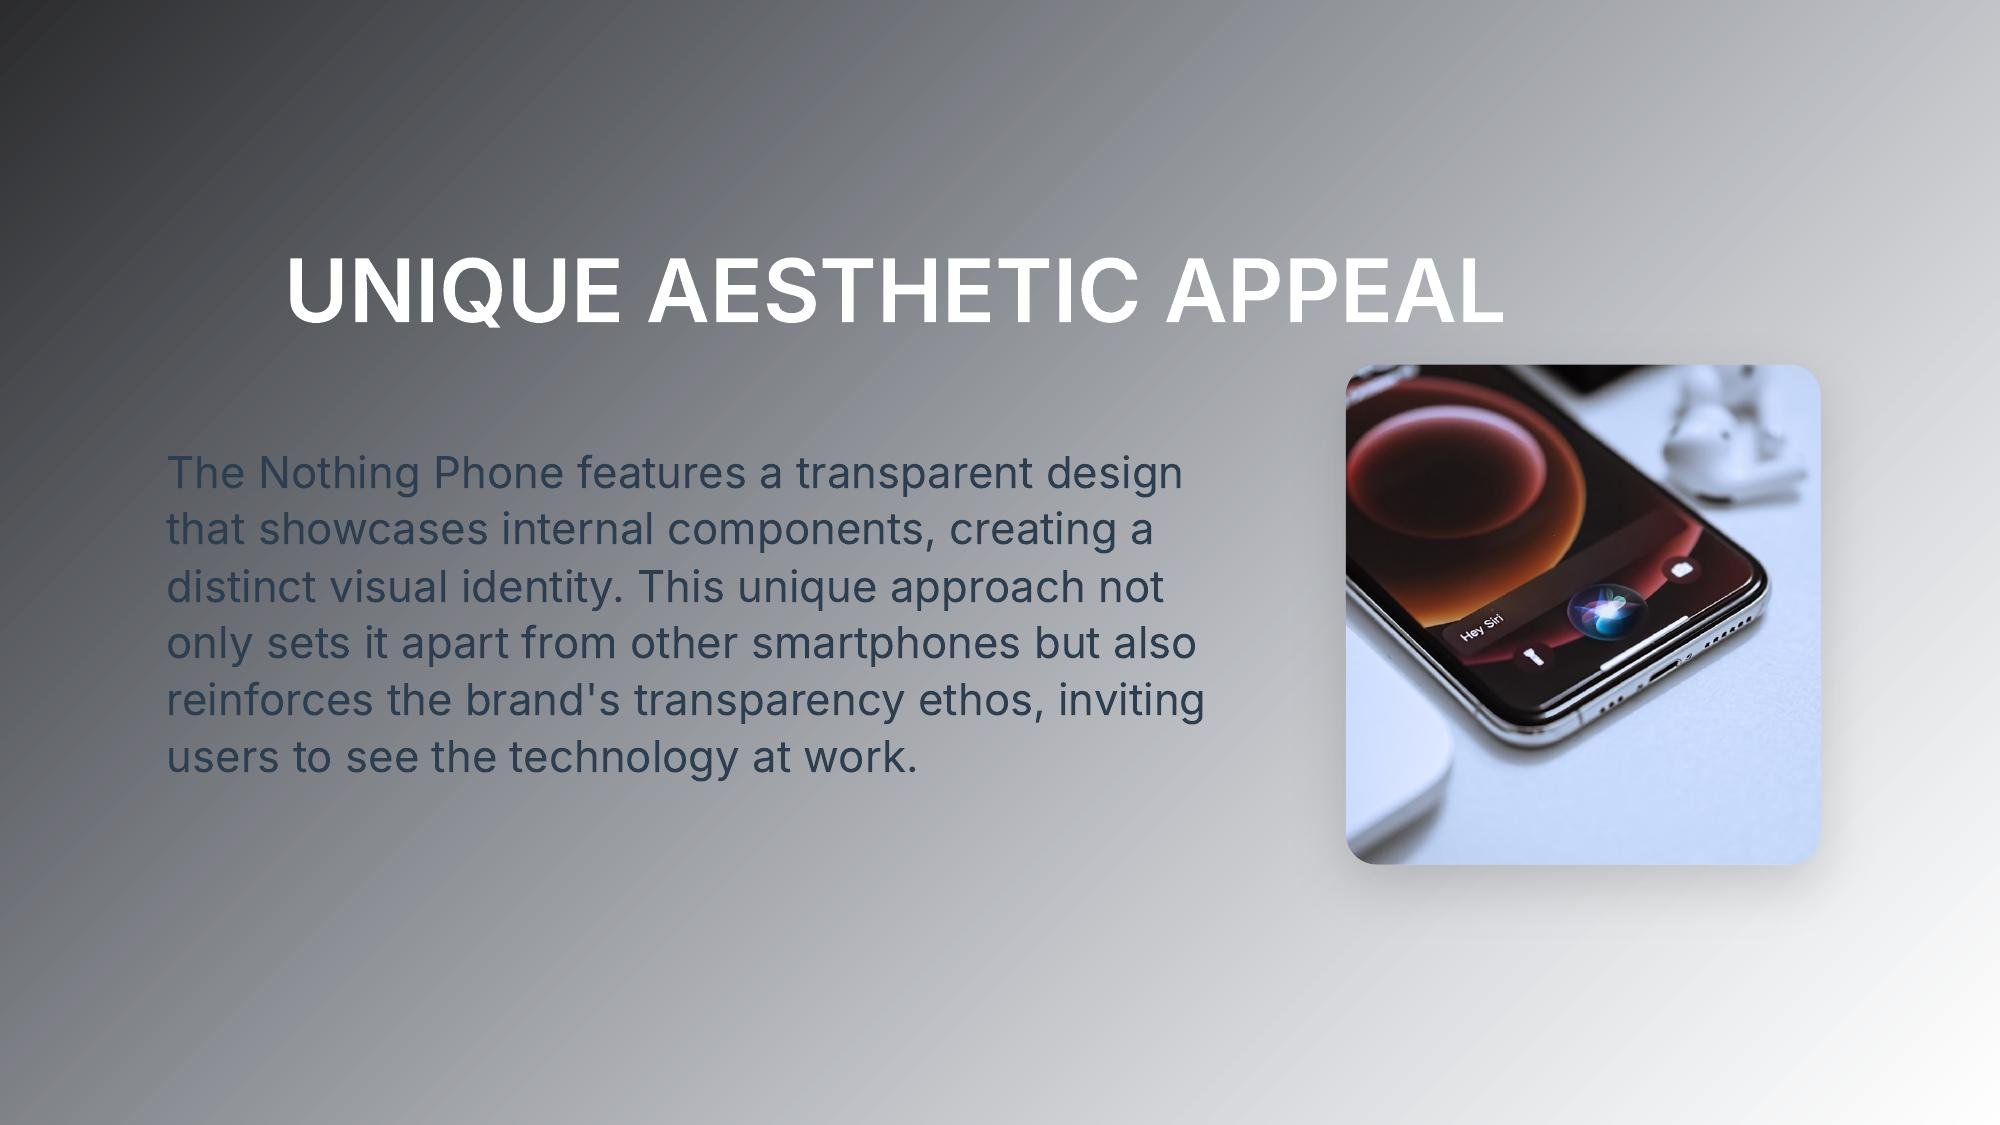 UNIQUE AESTHETIC APPEAL
The Nothing Phone features a transparent design
that showcases internal components, creating a
distinct visual identity. This unique approach not
only sets it apart from other smartphones but also
reinforces the brand's transparency ethos, inviting
users to see the technology at work.
Hey Siri